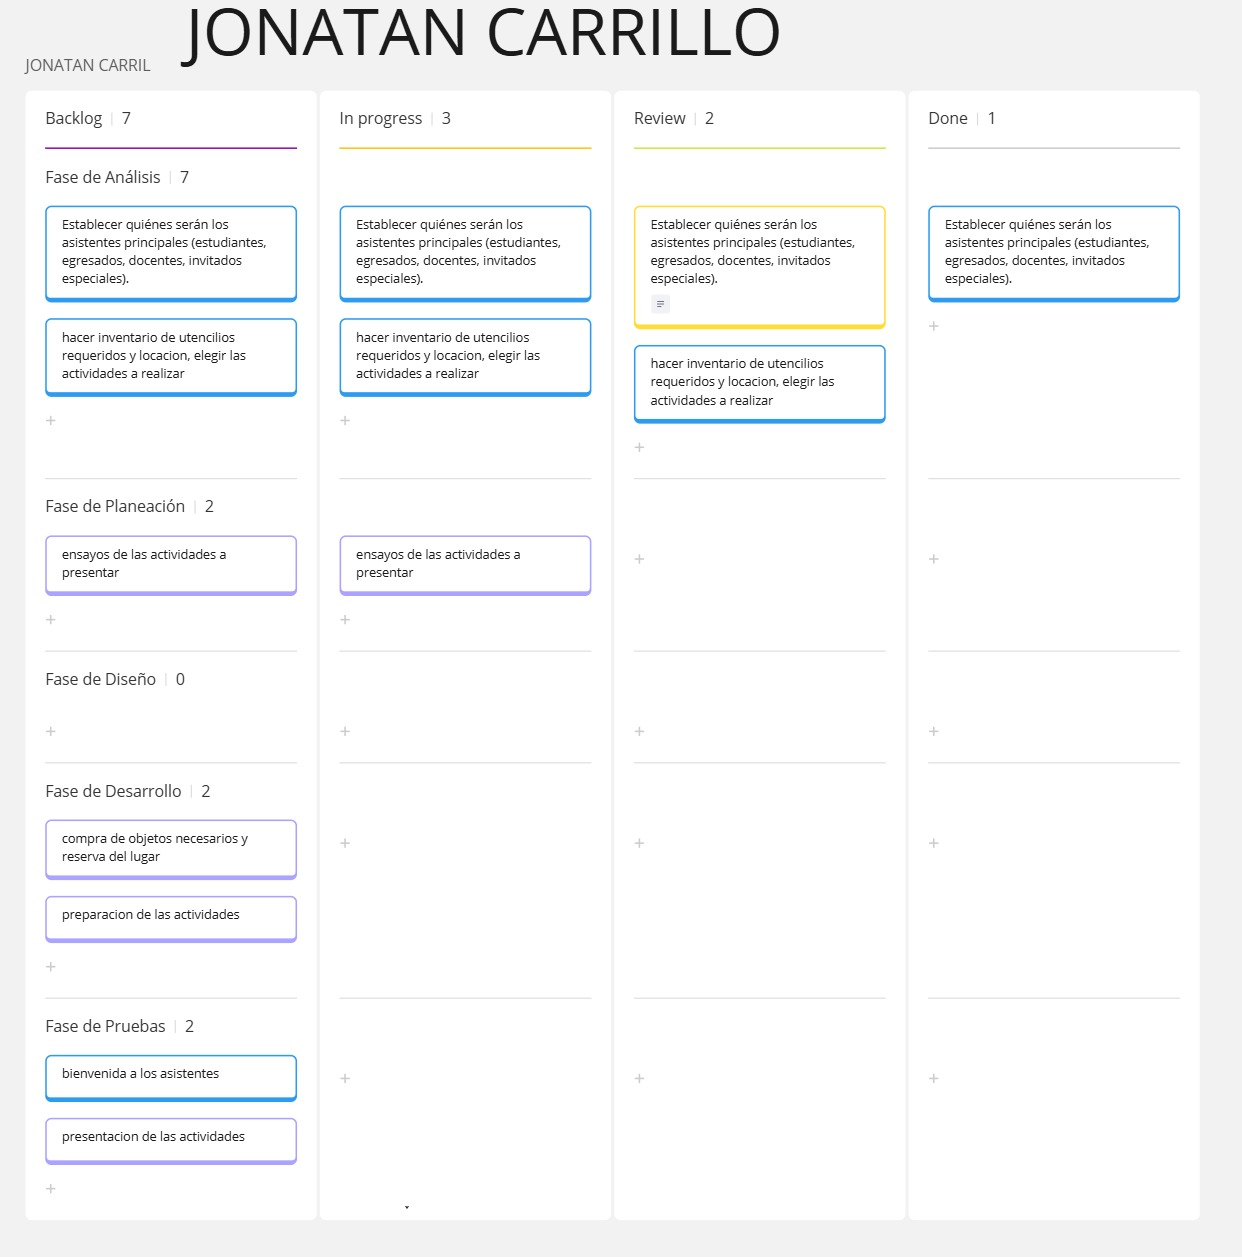 JONATAN CARRILLO
JONATAN CARRIL
Backlog | 7
In progress | 3
Review | 2
Done | 1
Fase de Análisis | 7
Establecer quiénes serán los
asistentes principales (estudiantes,
egresados, docentes, invitados
especiales).
hacer inventario de utencilios
requeridos y locacion, elegir las
actividades a realizar
+
Establecer quiénes serán los
asistentes principales (estudiantes,
egresados, docentes, invitados
especiales).
hacer inventario de utencilios
requeridos y locacion, elegir las
actividades a realizar
+
Establecer quiénes serán los
asistentes principales (estudiantes,
egresados, docentes, invitados
especiales).
hacer inventario de utencilios
requeridos y locacion, elegir las
actividades a realizar
+
Establecer quiénes serán los
asistentes principales (estudiantes,
egresados, docentes, invitados
especiales).
+
Fase de Planeación | 2
ensayos de las actividades a
presentar
+
ensayos de las actividades a
presentar
+
+
+
Fase de Diseño | 0
+
+
+
+
Fase de Desarrollo | 2
compra de objetos necesarios y
reserva del lugar
preparacion de las actividades
+
+
+
+
Fase de Pruebas | 2
bienvenida a los asistentes
presentacion de las actividades
+
+
+
+